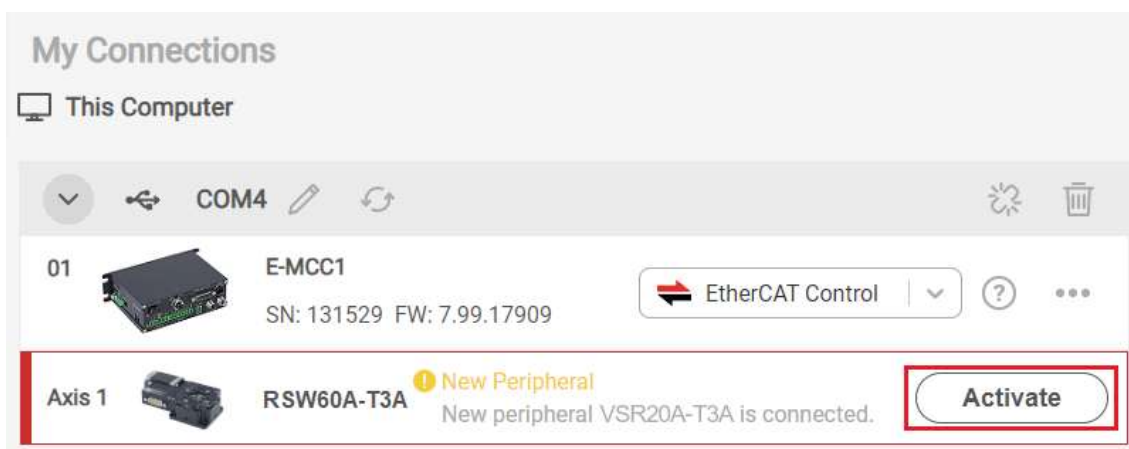 My Connections
This Computer
COM4
01
E-MCC1
SN: 131529 FW: 7.99.17909
EtherCAT Control
?
Axis 1
RSW60A-T3A
! New Peripheral
New peripheral VSR20A-T3A is connected.
Activate